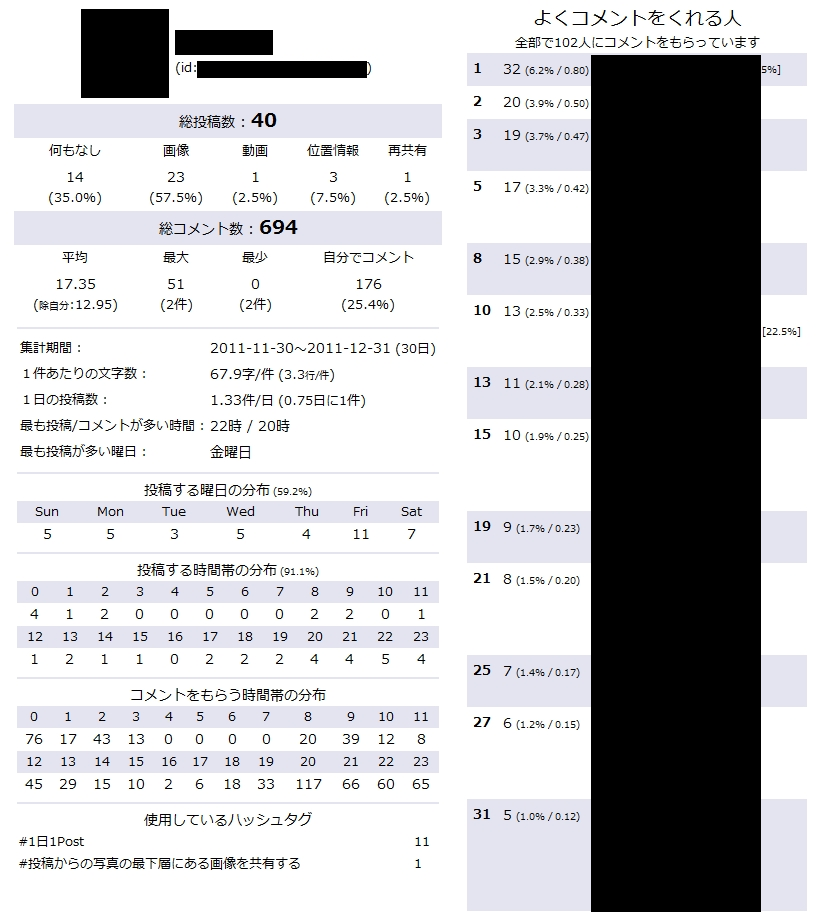 (id: )
総投稿数：40
何もなし 画像 動画 位置情報 再共有
14 23 1 3 1
(35.0%) (57.5%) (2.5%) (7.5%) (2.5%)
総コメント数：694
平均 最大 最少 自分でコメント
17.35 51 0 176
(除自分:12.95) (2件) (2件) (25.4%)
集計期間： 2011-11-30～2011-12-31 (30日)
１件あたりの文字数： 67.9字/件 (3.3行/件)
１日の投稿数： 1.33件/日 (0.75日に1件)
最も投稿/コメントが多い時間： 22時 / 20時
最も投稿が多い曜日： 金曜日
投稿する曜日の分布 (59.2%)
Sun Mon Tue Wed Thu Fri Sat
5 5 3 5 4 11 7
投稿する時間帯の分布 (91.1%)
0 1 2 3 4 5 6 7 8 9 10 11
4 1 2 0 0 0 0 0 2 2 0 1
12 13 14 15 16 17 18 19 20 21 22 23
1 2 1 1 0 2 2 2 4 4 5 4
コメントをもらう時間帯の分布
0 1 2 3 4 5 6 7 8 9 10 11
76 17 43 13 0 0 0 0 20 39 12 8
12 13 14 15 16 17 18 19 20 21 22 23
45 29 15 10 2 6 18 33 117 66 60 65
使用しているハッシュタグ
#1日1Post 11
#投稿からの写真の最下層にある画像を共有する 1
よくコメントをくれる人
全部で102人にコメントをもらっています
1 32 (6.2% / 0.80) 5%]
2 20 (3.9% / 0.50)
3 19 (3.7% / 0.47)
5 17 (3.3% / 0.42)
8 15 (2.9% / 0.38)
10 13 (2.5% / 0.33)
[22.5%]
13 11 (2.1% / 0.28)
15 10 (1.9% / 0.25)
19 9 (1.7% / 0.23)
21 8 (1.5% / 0.20)
25 7 (1.4% / 0.17)
27 6 (1.2% / 0.15)
31 5 (1.0% / 0.12)